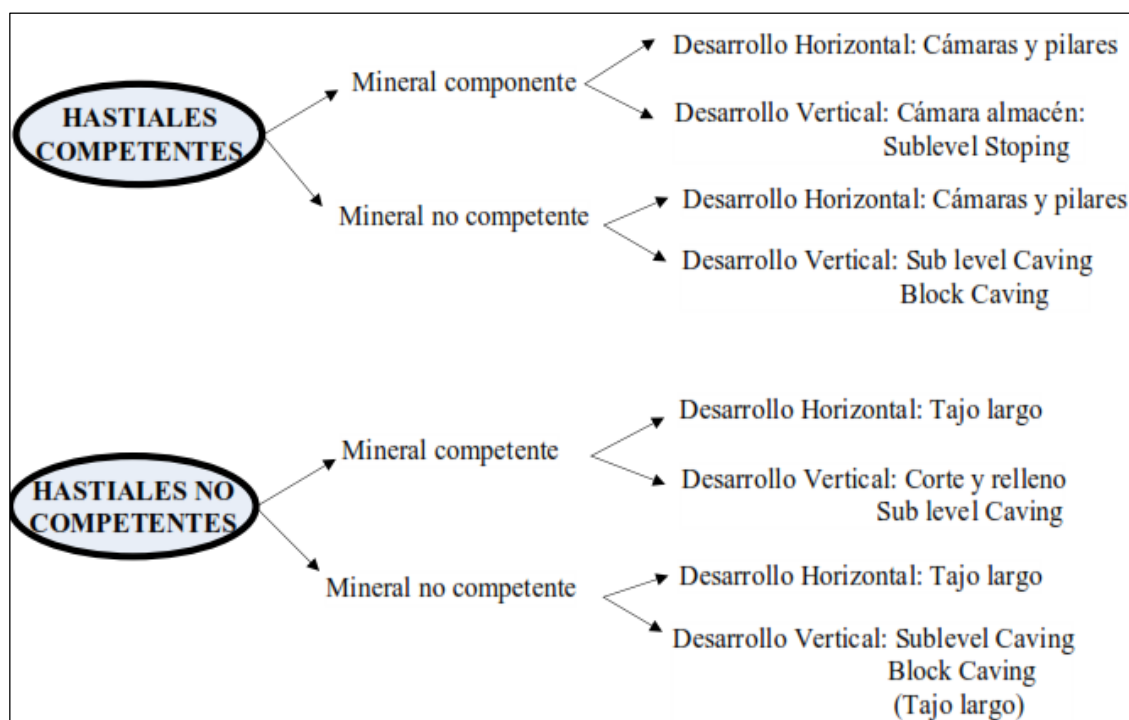 HASTIALES
COMPETENTES
Mineral componente
Desarrollo Horizontal: Cámaras y pilares
Desarrollo Vertical: Cámara almacén:
Sublevel Stoping
Mineral no competente
Desarrollo Horizontal: Cámaras y pilares
Desarrollo Vertical: Sub level Caving
Block Caving
HASTIALES NO
COMPETENTES
Mineral competente
Desarrollo Horizontal: Tajo largo
Desarrollo Vertical: Corte y relleno
Sub level Caving
Mineral no competente
Desarrollo Horizontal: Tajo largo
Desarrollo Vertical: Sublevel Caving
Block Caving
(Tajo largo)